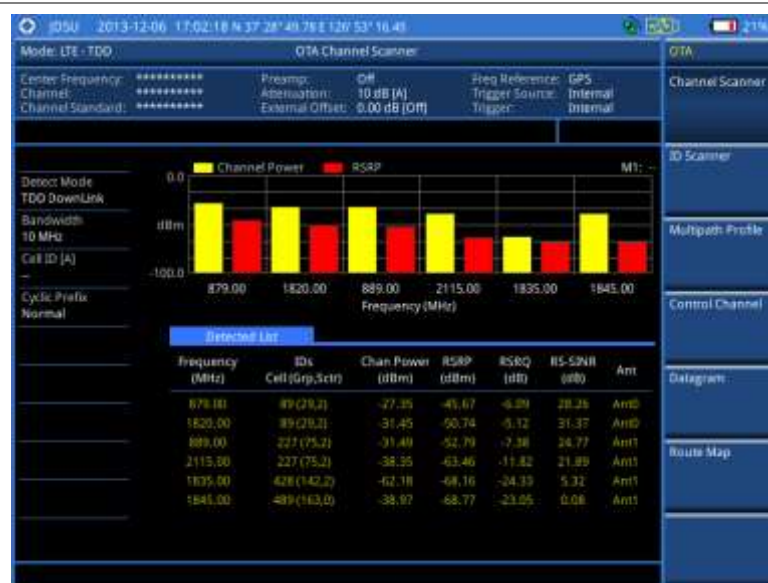 JDSU 2013-12-06 17:02:18 N 37° 28' 49.78 E 126° 53' 16.45 21%
Mode: LTE - TDD OTA Channel Scanner OTA
Center Frequency: ********** Preamp: Off Freq Reference: GPS
Channel: ********** Attenuation: 10 dB [A] Trigger Source: Internal
Channel Standard: ********** External Offset: 0.00 dB [Off] Trigger: Internal
Channel Scanner
ID Scanner
Multipath Profile
Control Channel
Datagram
Route Map
Detect Mode
TDD DownLink
Bandwidth
10 MHz
Cell ID [A]
--
Cyclic Prefix
Normal
Channel Power RSRP M1: --
0.0
dBm
-100.0
879.00 1820.00 889.00 2115.00 1835.00 1845.00
Frequency (MHz)
Detected List
Frequency (MHz) IDs Cell (Grp,Sctr) Chan Power (dBm) RSRP (dBm) RSRQ (dB) RS-SINR (dB) Ant
879.00 89 (29,2) -27.35 -45.67 -6.09 28.26 Ant0
1820.00 89 (29,2) -31.45 -50.74 -5.12 31.37 Ant0
889.00 227 (75,2) -31.49 -52.79 -7.38 24.77 Ant1
2115.00 227 (75,2) -38.35 -63.46 -11.82 21.89 Ant1
1835.00 428 (142,2) -62.18 -68.16 -24.33 5.32 Ant1
1845.00 489 (163,0) -38.97 -68.77 -23.05 0.08 Ant1